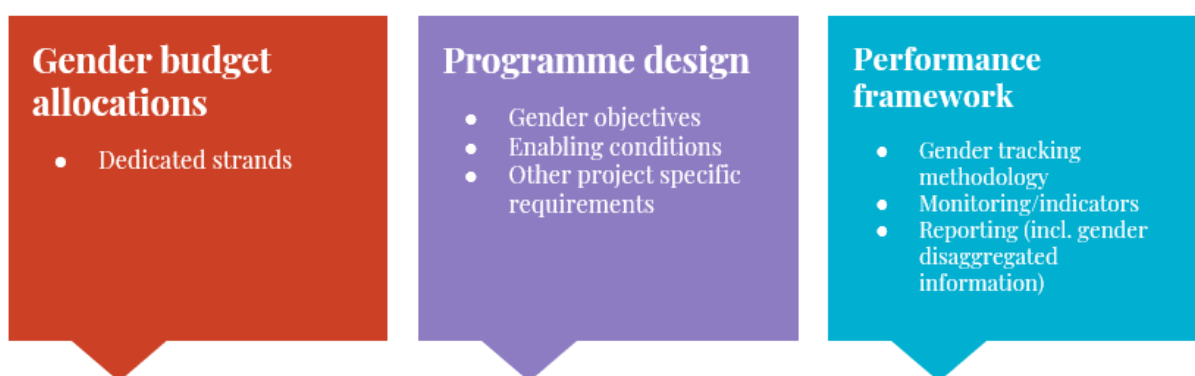 Gender budget
allocations
● Dedicated strands
Programme design
● Gender objectives
● Enabling conditions
● Other project specific
requirements
Performance
framework
● Gender tracking
methodology
● Monitoring/indicators
● Reporting (incl. gender
disaggregated
information)